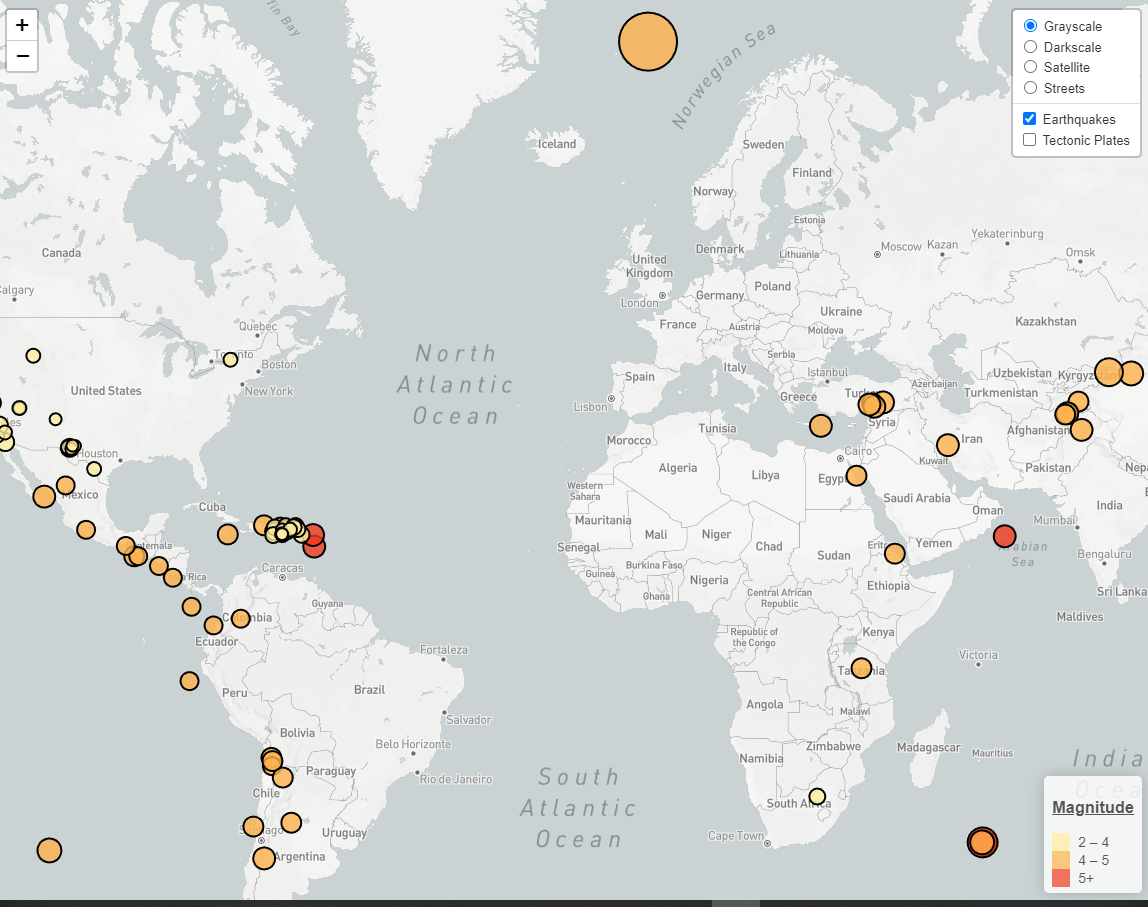 +
−
fin Bay
Norwegian Sea
Grayscale
Darkscale
Satellite
Streets
Earthquakes
Tectonic Plates
Iceland
Sweden
Finland
Norway
Estonia
Yekaterinburg
Moscow
Kazan
Omsk
Canada
Denmark
Lithuania
United
Kingdom
Calgary
London
Germany
Poland
Ukraine
Kazakhstan
Quebec
France
Austria
Moldova
Toronto
Boston
North
Atlantic
Ocean
Serbia
Italy
Spain
Istanbul
Uzbekistan
Kyrgyzstan
United States
New York
Azerbaijan
Turkmenistan
Lisbon
Greece
Syria
Afghanistan
Morocco
Tunisia
Iran
Houston
Cairo
Kuwait
Pakistan
Algeria
Libya
Egypt
Western
Sahara
Mexico
Saudi Arabia
Cuba
Oman
India
Mauritania
Mumbai
Mali
Niger
Chad
Senegal
Sudan
Yemen
Arabian
Sea
Bengaluru
Guatemala
Caracas
Costa Rica
Guinea
Burkina Faso
Nigeria
Ghana
Ethiopia
Sri Lanka
Central African
Republic
Guyana
Colombia
Maldives
Ecuador
Republic of
the Congo
Kenya
Fortaleza
Victoria
Tanzania
Peru
Brazil
Angola
Malawi
Salvador
Bolivia
Belo Horizonte
Zimbabwe
Madagascar
Mauritius
Namibia
India
Ocea
Paraguay
Rio de Janeiro
South
Atlantic
Ocean
Chile
South Africa
Magnitude
Santiago
Uruguay
Cape Town
2 – 4
4 – 5
5+
Argentina